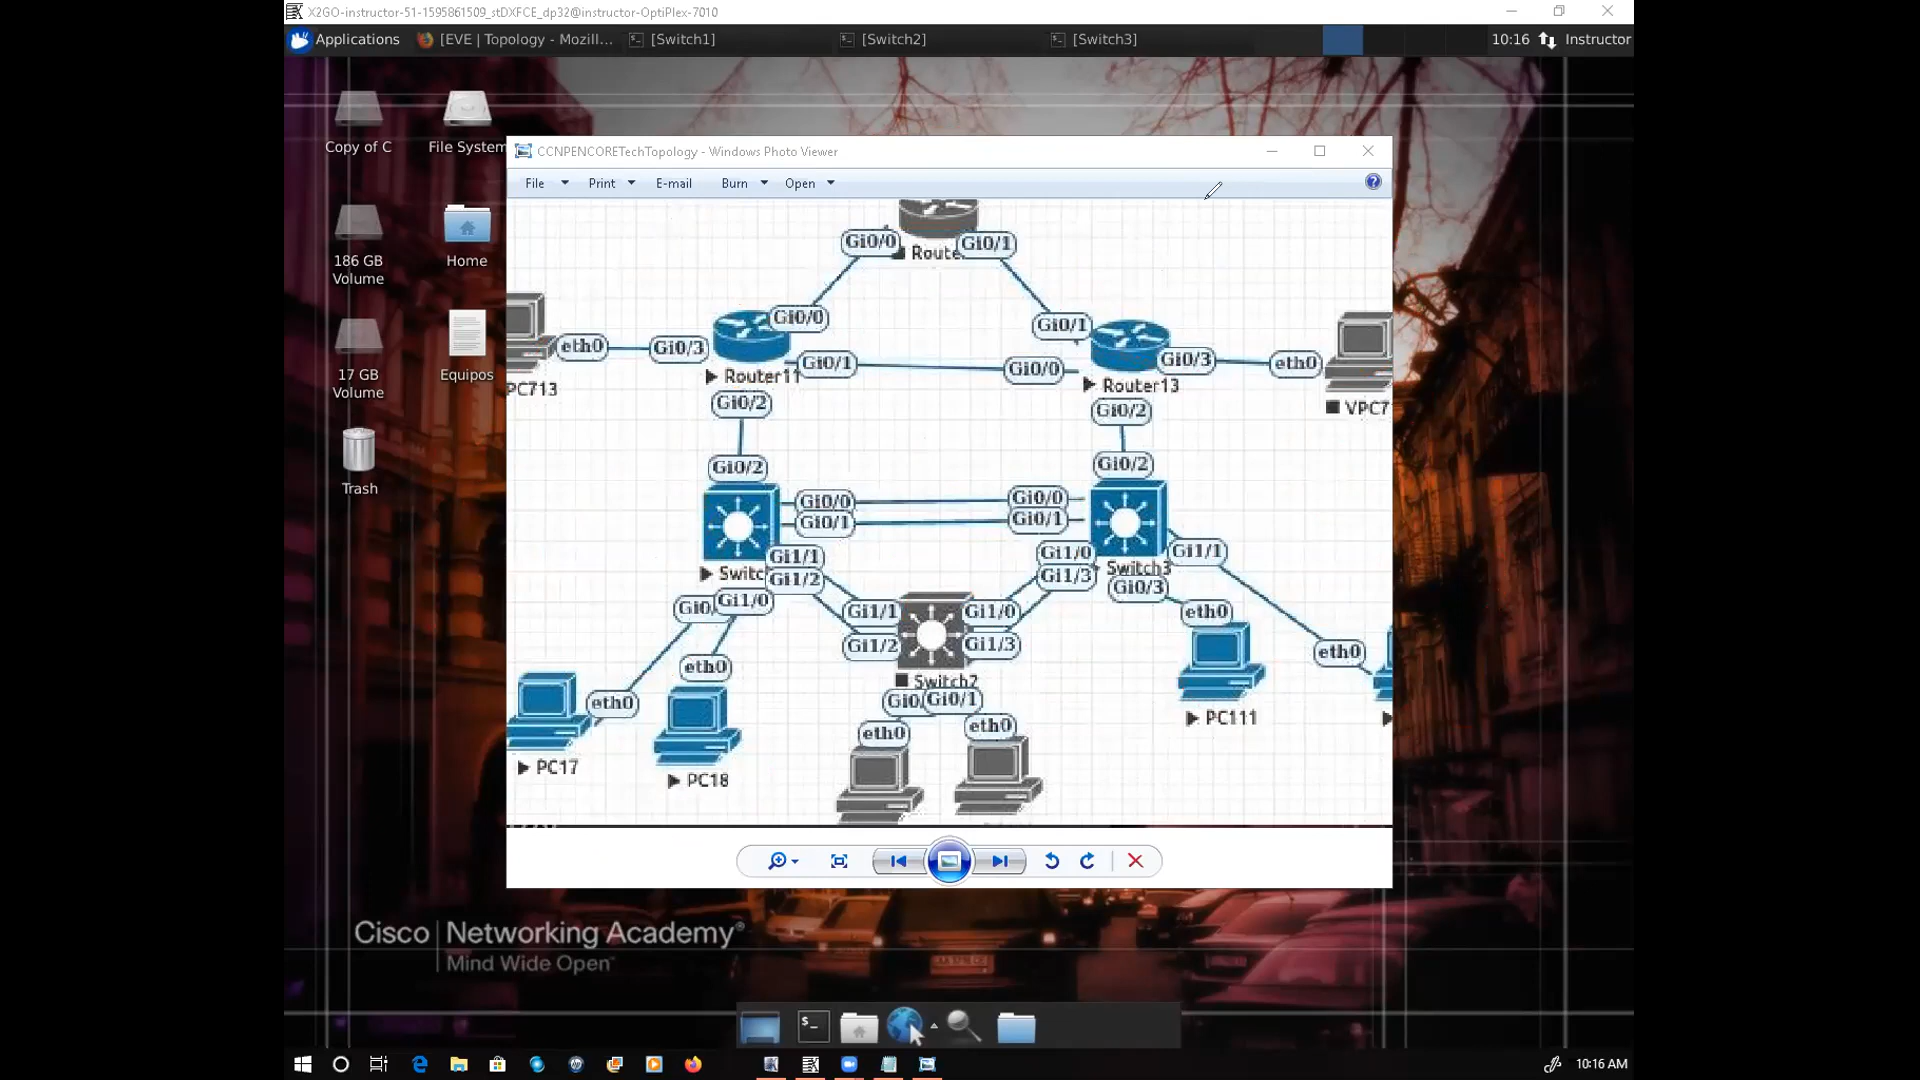 X2GO-instructor-51-1595861509_stDXFCE_dp32@instructor-OptiPlex-7010
Applications [EVE | Topology - Mozill... [Switch1] [Switch2] [Switch3] 10:16 Instructor
Copy of C File System
186 GB Volume Home
17 GB Volume Equipos
Trash
CCNPENCORETechTopology - Windows Photo Viewer
File Print E-mail Burn Open
Gi0/0 Gi0/1
Route
Gi0/0 Gi0/1
eth0 Gi0/3 Gi0/1 Gi0/0 Gi0/3 eth0
PC713 Router11 Router13 VPC7
Gi0/2 Gi0/2
Gi0/2 Gi0/2
Gi0/0 Gi0/0
Gi0/1 Gi0/1
Gi1/1 Gi1/0 Gi1/1
Switc Gi1/2 Gi1/3 Switch3
Gi0/3
Gi0 Gi1/0 Gi1/1 Gi1/0 eth0
Gi1/2 Gi1/3
eth0 eth0
Switch2
eth0 Gi0 Gi0/1
eth0 eth0
PC111
PC17 PC18
Cisco Networking Academy®
Mind Wide Open™
10:16 AM